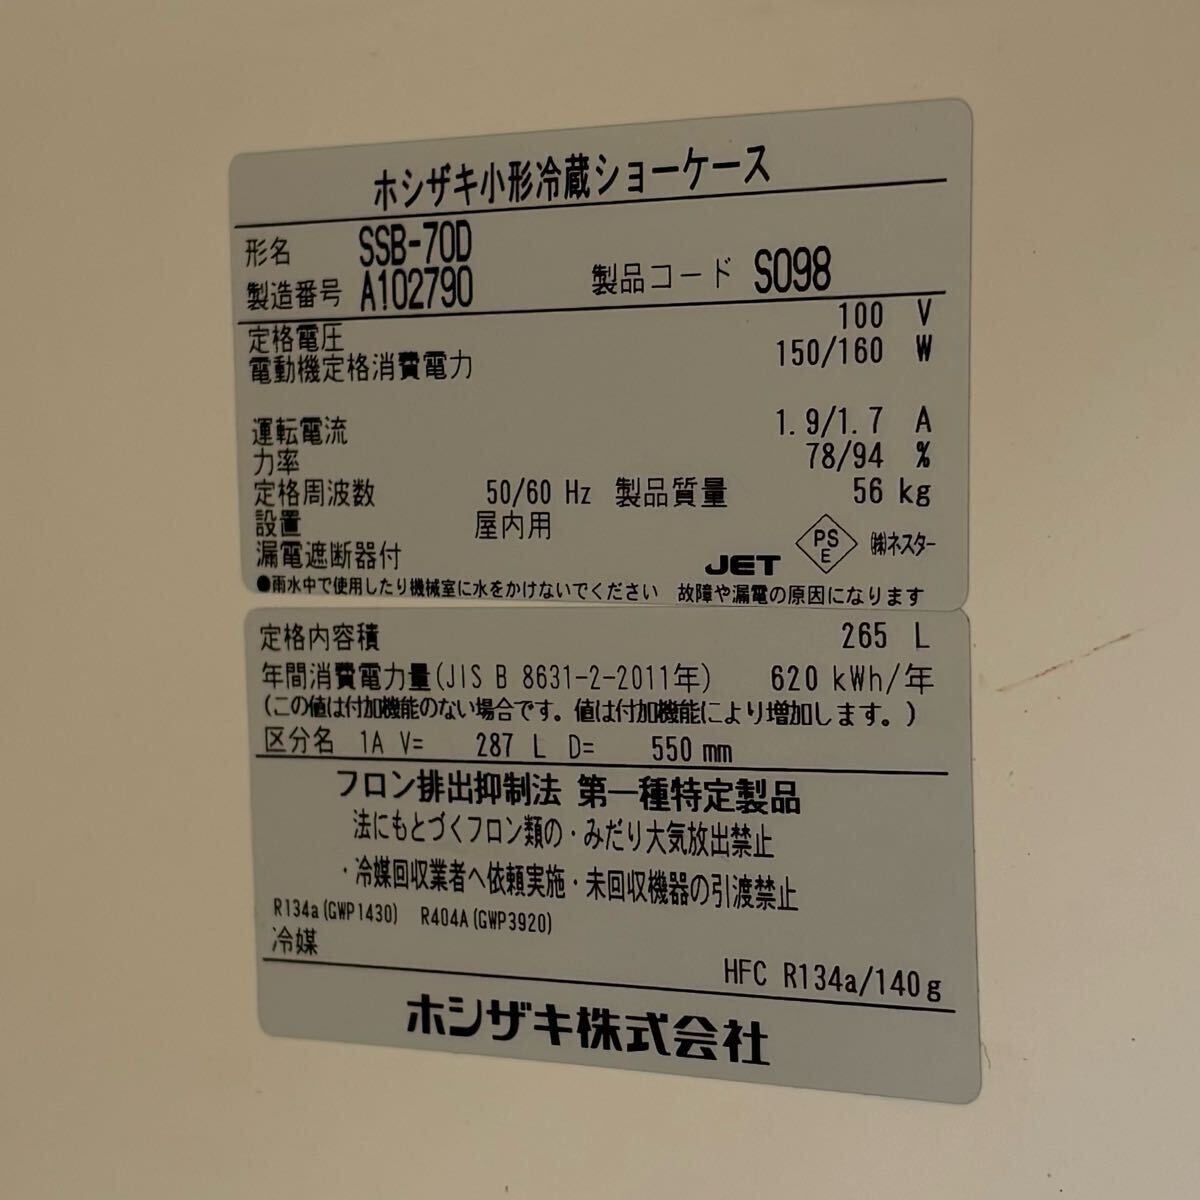 ホシザキ小形冷蔵ショーケース
形名 SSB-70D
製造番号 A102790 製品コード S098
定格電圧 100 V
電動機定格消費電力 150/160 W
運転電流 1.9/1.7 A
力率 78/94 %
定格周波数 50/60 Hz 製品質量 56 kg
設置 屋内用
漏電遮断器付 JET PS E ㈱ネスター
●雨水中で使用したり機械室に水をかけないでください 故障や漏電の原因になります
定格内容積 265 L
年間消費電力量(JIS B 8631-2-2011年) 620 kWh/年
(この値は付加機能のない場合です。値は付加機能により増加します。)
区分名 1A V= 287 L D= 550 mm
フロン排出抑制法 第一種特定製品
法にもとづくフロン類の・みだり大気放出禁止
・冷媒回収業者へ依頼実施・未回収機器の引渡禁止
R134a(GWP1430) R404A(GWP3920)
冷媒 HFC R134a/140g
ホシザキ株式会社